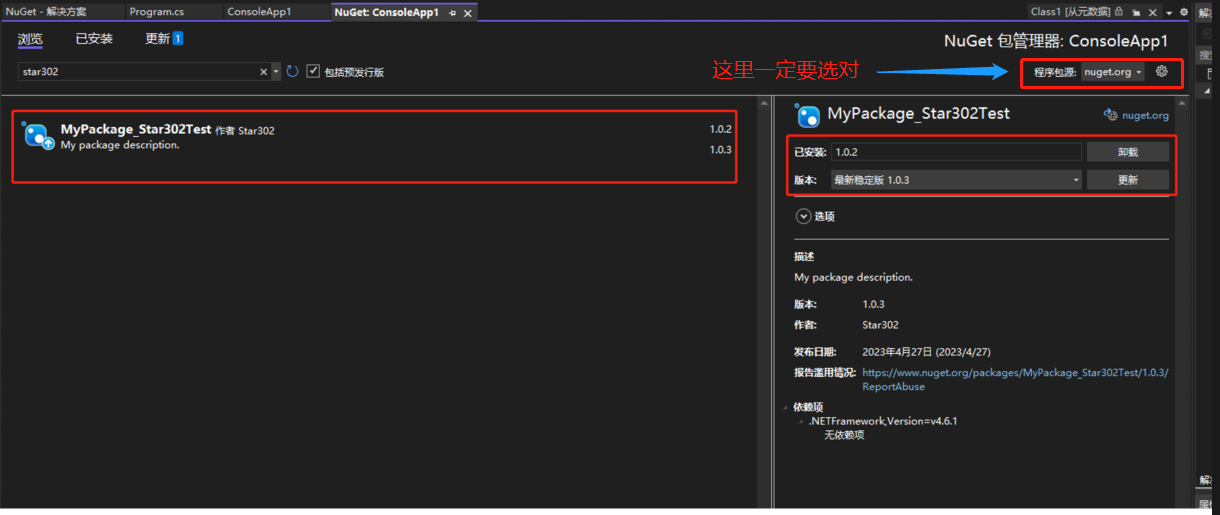 NuGet - 解决方案
Program.cs
ConsoleApp1
NuGet: ConsoleApp1
Class1 [从元数据]
浏览
已安装
更新 1
NuGet 包管理器: ConsoleApp1
star302
包括预发行版
这里一定要选对
程序包源: nuget.org
MyPackage_Star302Test 作者 Star302
1.0.2
My package description.
1.0.3
MyPackage_Star302Test
nuget.org
已安装: 1.0.2
卸载
版本: 最新稳定版 1.0.3
更新
选项
描述
My package description.
版本: 1.0.3
作者: Star302
发布日期: 2023年4月27日 (2023/4/27)
报告滥用情况: https://www.nuget.org/packages/MyPackage_Star302Test/1.0.3/
ReportAbuse
依赖项
.NETFramework,Version=v4.6.1
无依赖项